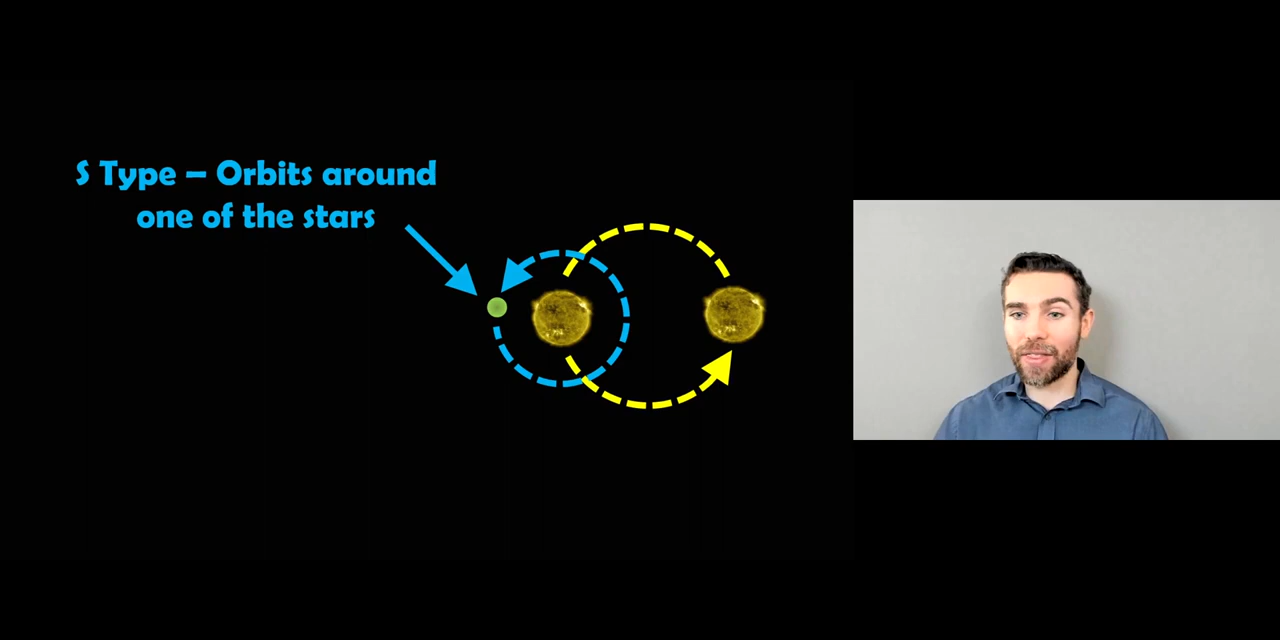 S Type – Orbits around
one of the stars